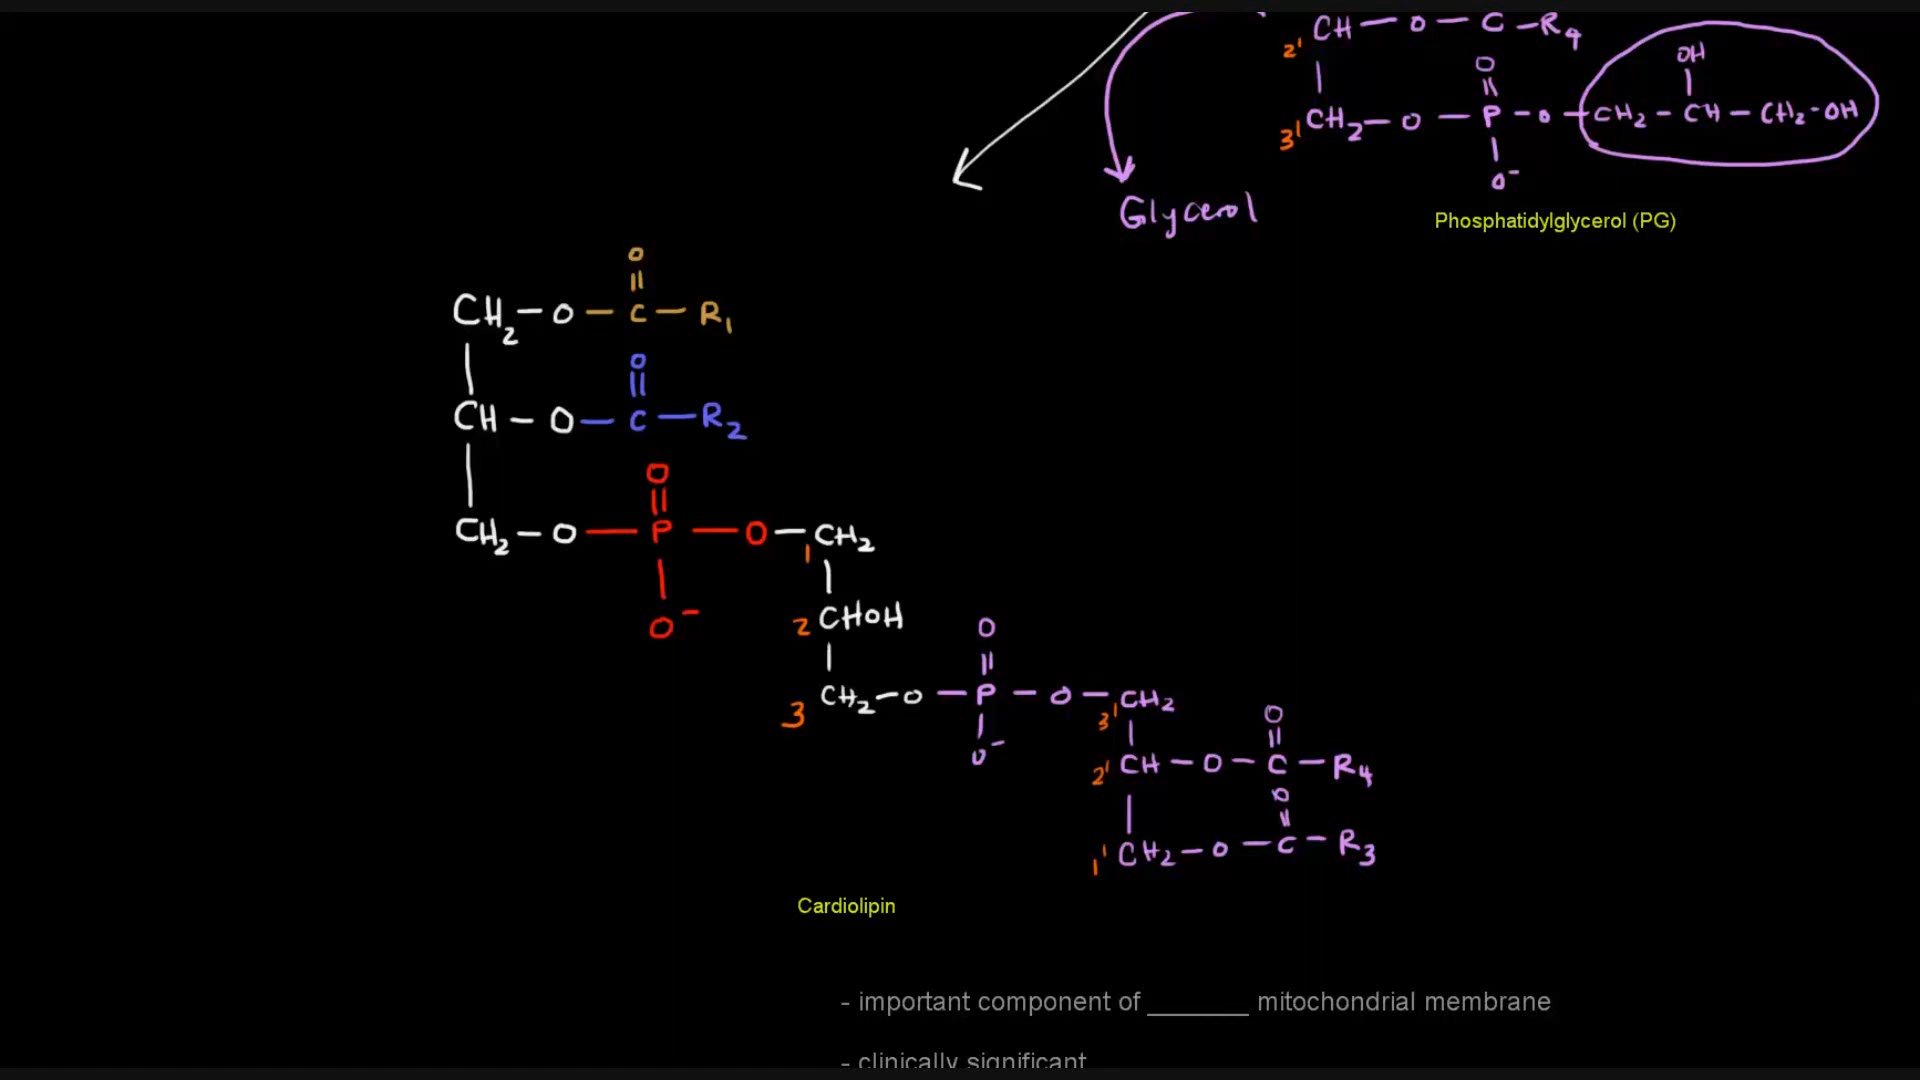 2' CH — O — C — R4
O
OH
3' CH2 — O — P — O — CH2 — CH — CH2 - OH
O-
Glycerol
Phosphatidylglycerol (PG)
O
CH2 — O — C — R1
O
CH — O — C — R2
O
CH2 — O — P — O — CH2
1
O-
2 CHOH
O
3 CH2 — O — P — O — CH2
3'
O-
O
2' CH — O — C — R4
O
1' CH2 — O — C — R3
Cardiolipin
- important component of _______ mitochondrial membrane
- clinically significant